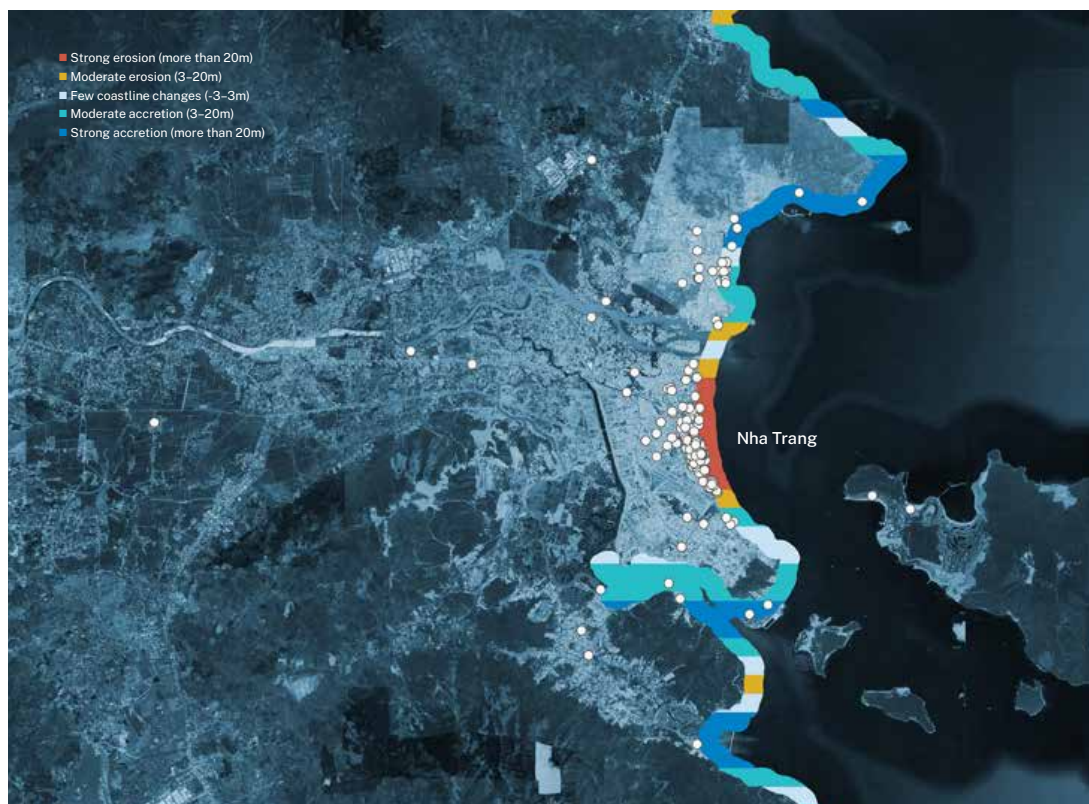 Strong erosion (more than 20m)
Moderate erosion (3–20m)
Few coastline changes (-3–3m)
Moderate accretion (3–20m)
Strong accretion (more than 20m)
Nha Trang